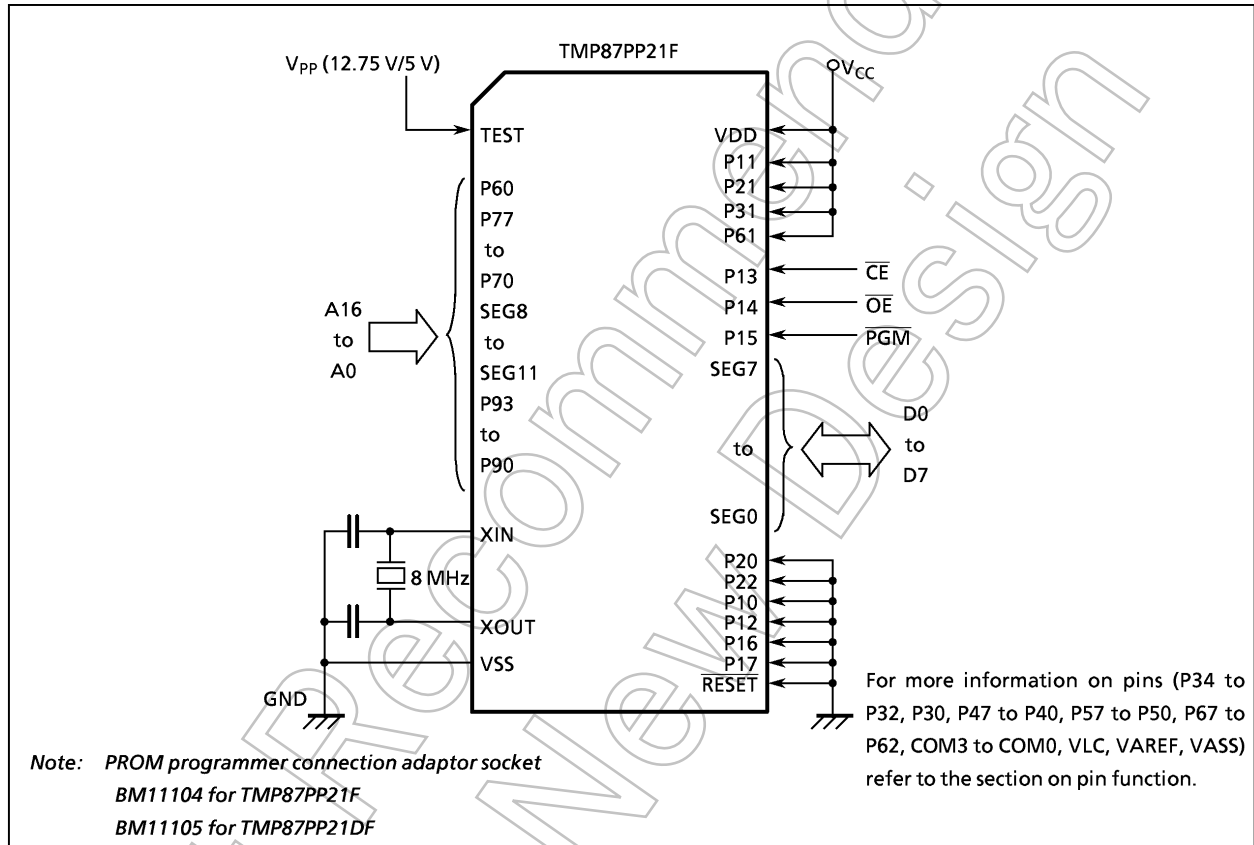 TMP87PP21F
VPP (12.75 V/5 V)
VCC
TEST
P60
P77
to
P70
SEG8
to
SEG11
P93
to
P90
A16
to
A0
XIN
8 MHz
XOUT
VSS
GND
VDD
P11
P21
P31
P61
P13
CE
P14
OE
P15
PGM
SEG7
to
SEG0
D0
to
D7
P20
P22
P10
P12
P16
P17
RESET
For more information on pins (P34 to
P32, P30, P47 to P40, P57 to P50, P67 to
P62, COM3 to COM0, VLC, VAREF, VASS)
refer to the section on pin function.
Note: PROM programmer connection adaptor socket
BM11104 for TMP87PP21F
BM11105 for TMP87PP21DF
Recommend
New Design